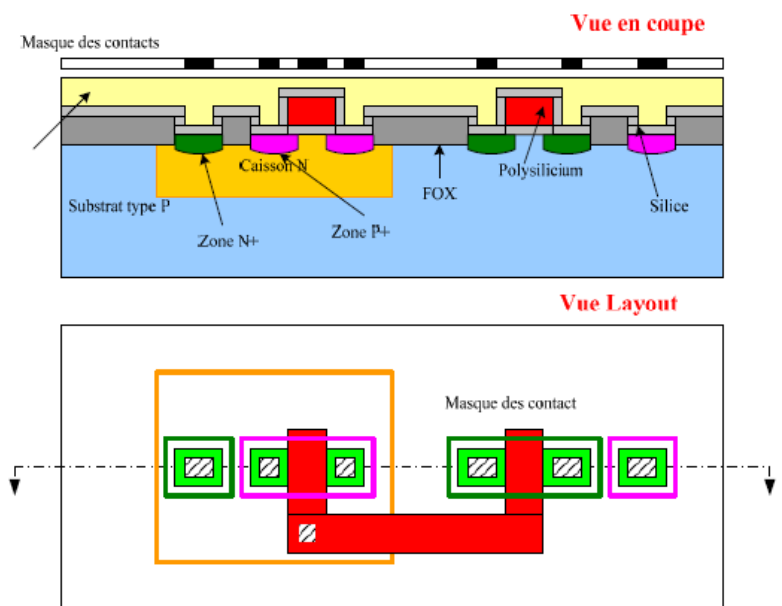 Vue en coupe
Masque des contacts
Caisson N
Polysilicium
Substrat type P
FOX
Silice
Zone P+
Zone N+
Vue Layout
Masque des contact